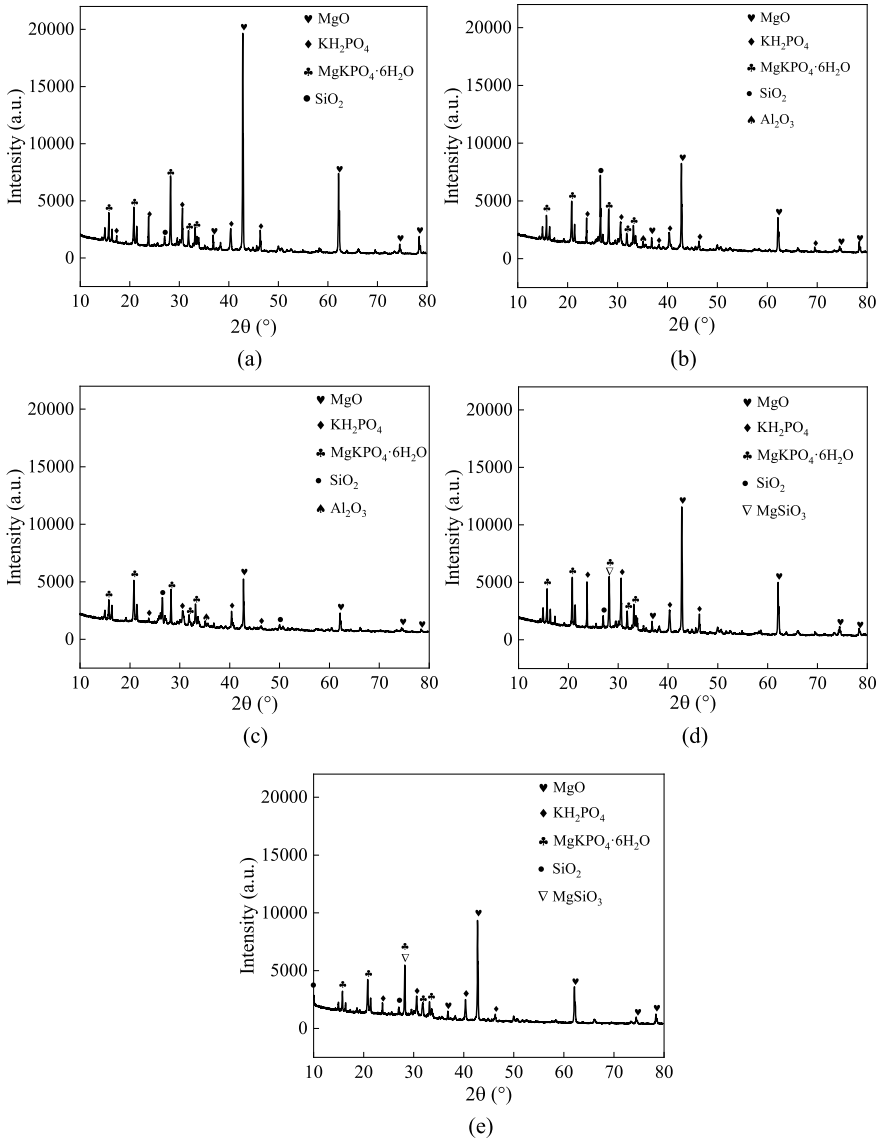 20000
15000
10000
5000
0
Intensity (a.u.)
♥ MgO
♦ KH₂PO₄
♣ MgKPO₄·6H₂O
● SiO₂
10 20 30 40 50 60 70 80
2θ (°)
(a)
20000
15000
10000
5000
0
Intensity (a.u.)
♥ MgO
♦ KH₂PO₄
♣ MgKPO₄·6H₂O
● SiO₂
♠ Al₂O₃
10 20 30 40 50 60 70 80
2θ (°)
(b)
20000
15000
10000
5000
0
Intensity (a.u.)
♥ MgO
♦ KH₂PO₄
♣ MgKPO₄·6H₂O
● SiO₂
♠ Al₂O₃
10 20 30 40 50 60 70 80
2θ (°)
(c)
20000
15000
10000
5000
0
Intensity (a.u.)
♥ MgO
♦ KH₂PO₄
♣ MgKPO₄·6H₂O
● SiO₂
▽ MgSiO₃
10 20 30 40 50 60 70 80
2θ (°)
(d)
20000
15000
10000
5000
0
Intensity (a.u.)
♥ MgO
♦ KH₂PO₄
♣ MgKPO₄·6H₂O
● SiO₂
▽ MgSiO₃
10 20 30 40 50 60 70 80
2θ (°)
(e)